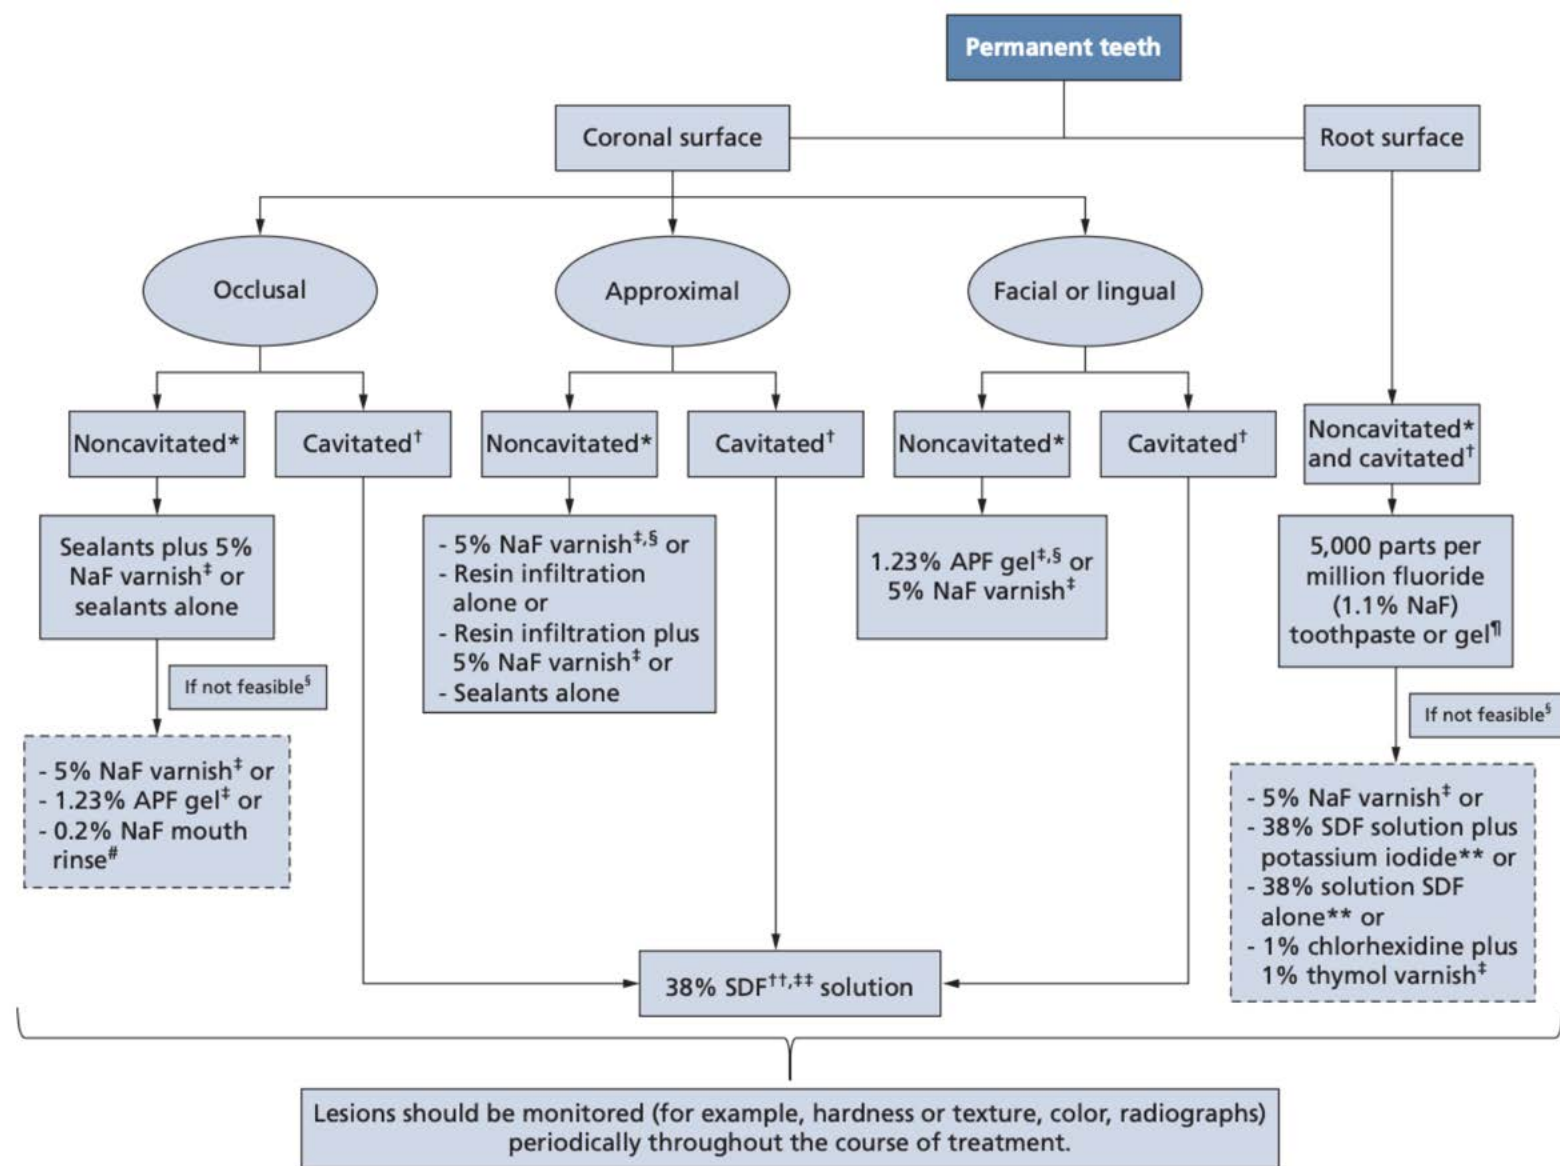 Permanent teeth
Coronal surface
Root surface
Occlusal
Approximal
Facial or lingual
Noncavitated*
Cavitated†
Noncavitated*
Cavitated†
Noncavitated*
Cavitated†
Noncavitated*
and cavitated†
Sealants plus 5%
NaF varnish‡ or
sealants alone
- 5% NaF varnish‡,§ or
- Resin infiltration
alone or
- Resin infiltration plus
5% NaF varnish‡ or
- Sealants alone
1.23% APF gel‡,§ or
5% NaF varnish‡
5,000 parts per
million fluoride
(1.1% NaF)
toothpaste or gel¶
If not feasible§
If not feasible§
- 5% NaF varnish‡ or
- 1.23% APF gel‡ or
- 0.2% NaF mouth
rinse#
- 5% NaF varnish‡ or
- 38% SDF solution plus
potassium iodide** or
- 38% solution SDF
alone** or
- 1% chlorhexidine plus
1% thymol varnish‡
38% SDF††,‡‡ solution
Lesions should be monitored (for example, hardness or texture, color, radiographs)
periodically throughout the course of treatment.